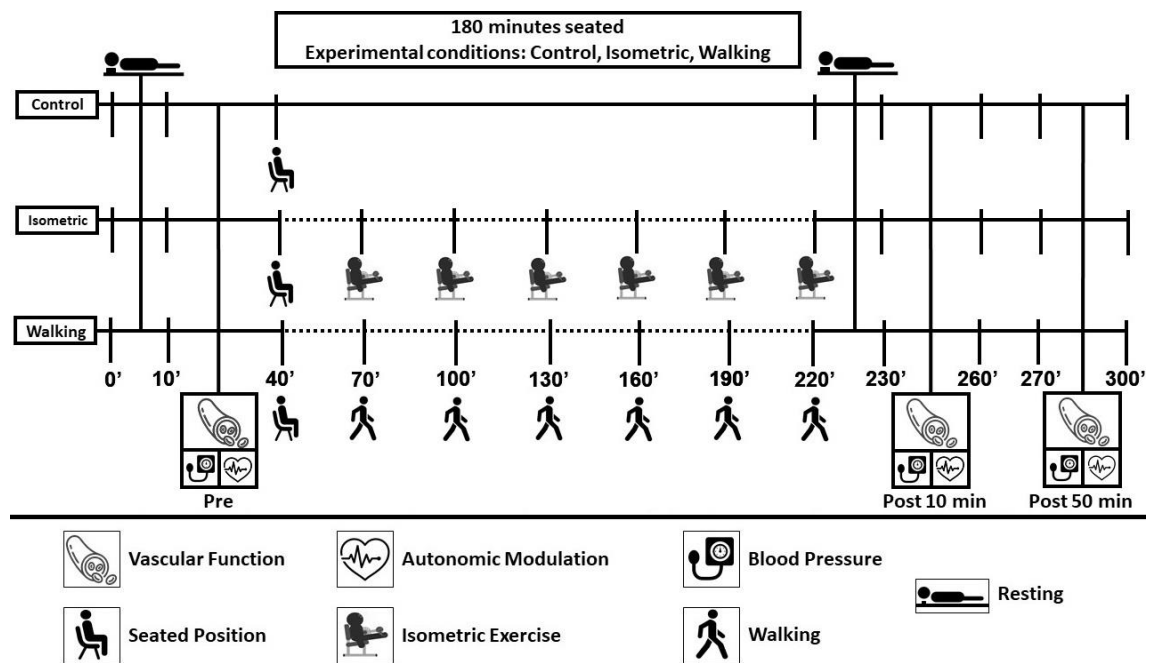 180 minutes seated
Experimental conditions: Control, Isometric, Walking
Control
Isometric
Walking
0’ 10’ 40’ 70’ 100’ 130’ 160’ 190’ 220’ 230’ 260’ 270’ 300’
Pre Post 10 min Post 50 min
Vascular Function Autonomic Modulation Blood Pressure
Resting
Seated Position Isometric Exercise Walking